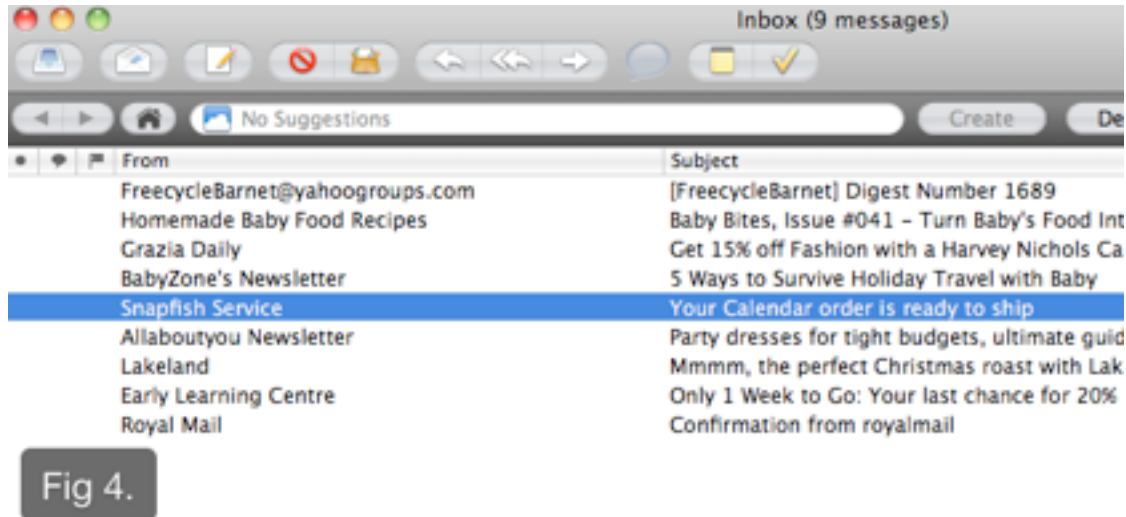 Inbox (9 messages)
No Suggestions Create De
From Subject
FreecycleBarnet@yahoogroups.com [FreecycleBarnet] Digest Number 1689
Homemade Baby Food Recipes Baby Bites, Issue #041 – Turn Baby's Food Int
Grazia Daily Get 15% off Fashion with a Harvey Nichols Ca
BabyZone's Newsletter 5 Ways to Survive Holiday Travel with Baby
Snapfish Service Your Calendar order is ready to ship
Allaboutyou Newsletter Party dresses for tight budgets, ultimate guid
Lakeland Mmmm, the perfect Christmas roast with Lak
Early Learning Centre Only 1 Week to Go: Your last chance for 20%
Royal Mail Confirmation from royalmail
Fig 4.